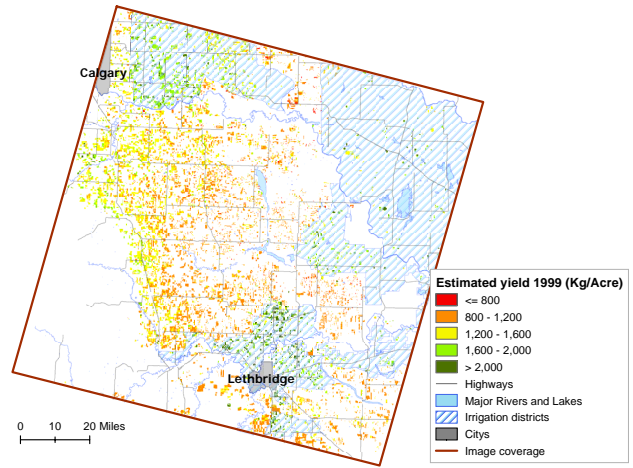 Calgary
Lethbridge
0 10 20 Miles
Estimated yield 1999 (Kg/Acre)
<= 800
800 - 1,200
1,200 - 1,600
1,600 - 2,000
> 2,000
Highways
Major Rivers and Lakes
Irrigation districts
Citys
Image coverage